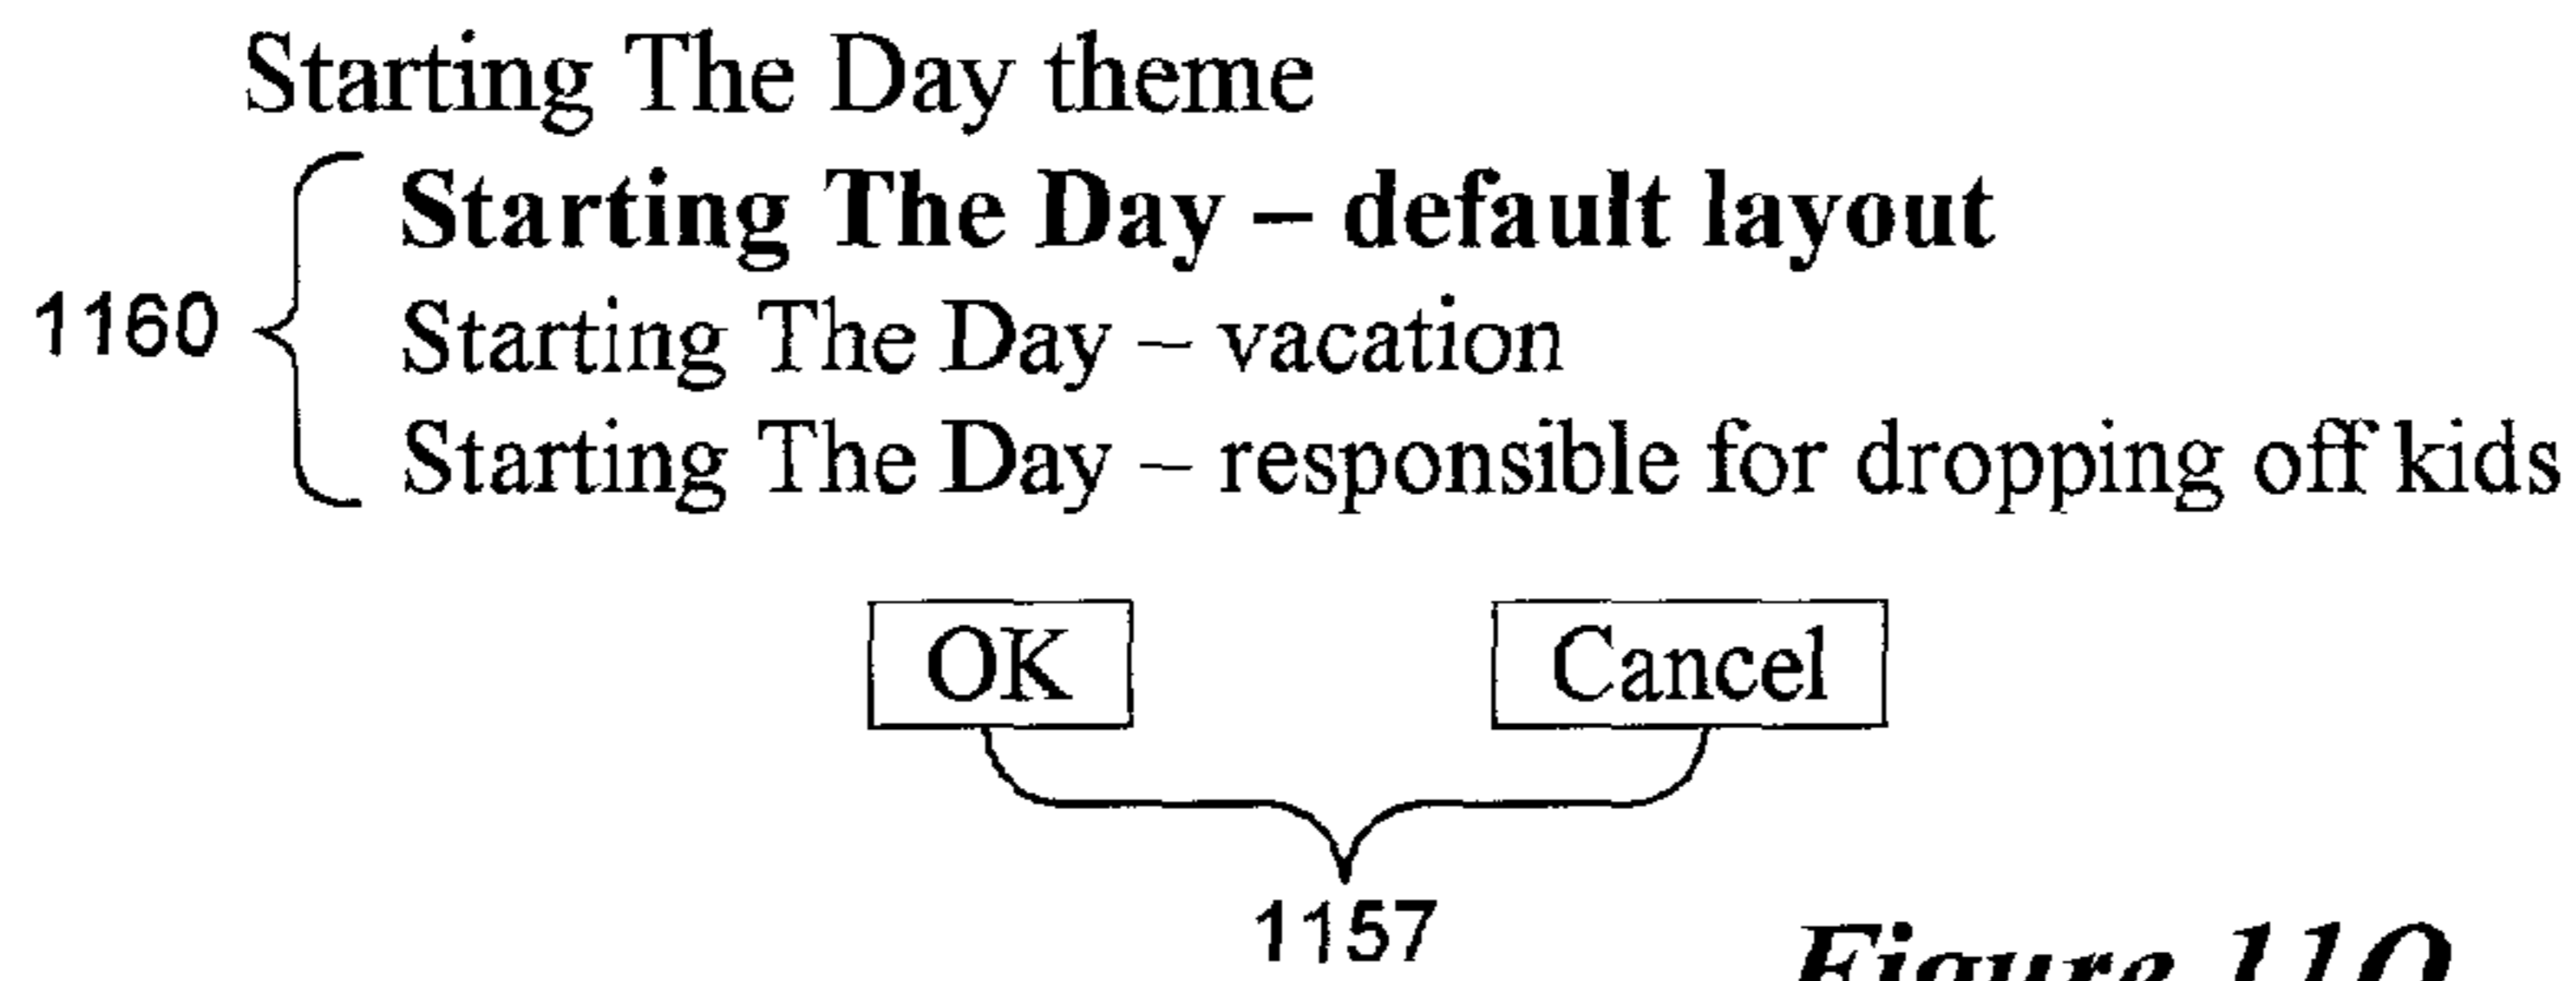 Starting The Day theme
Starting The Day – default layout
1160
Starting The Day – vacation
Starting The Day – responsible for dropping off kids
OK Cancel
1157
Figure